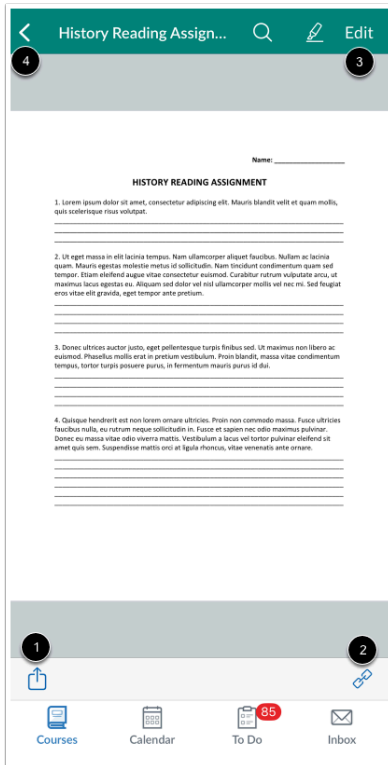 History Reading Assign... Edit
4 3
Name:
HISTORY READING ASSIGNMENT
1. Lorem ipsum dolor sit amet, consectetur adipiscing elit. Mauris blandit velit et quam mollis,
quis scelerisque risus volutpat.
2. Ut eget massa in elit lacinia tempus. Nam ullamcorper aliquet faucibus. Nullam ac lacinia
quam. Mauris egestas molestie metus id sollicitudin. Nam tincidunt condimentum quam sed
tempor. Etiam eleifend augue vitae consectetur euismod. Curabitur rutrum vulputate arcu, ut
maximus lacus egestas eu. Aliquam sed dolor vel nisl ullamcorper mollis vel nec mi. Sed feugiat
eros vitae elit gravida, eget tempor ante pretium.
3. Donec ultrices auctor justo, eget pellentesque turpis finibus sed. Ut maximus non libero ac
euismod. Phasellus mollis erat in pretium vestibulum. Proin blandit, massa vitae condimentum
tempus, tortor turpis posuere purus, in fermentum mauris purus id dui.
4. Quisque hendrerit est non lorem ornare ultricies. Proin non commodo massa. Fusce ultricies
faucibus nulla, eu rutrum neque sollicitudin in. Fusce et sapien nec odio maximus pulvinar.
Donec eu massa vitae odio viverra mattis. Vestibulum a lacus vel tortor pulvinar eleifend sit
amet quis sem. Suspendisse mattis orci at ligula rhoncus, vitae venenatis ante ornare.
1 2
85
Courses Calendar To Do Inbox